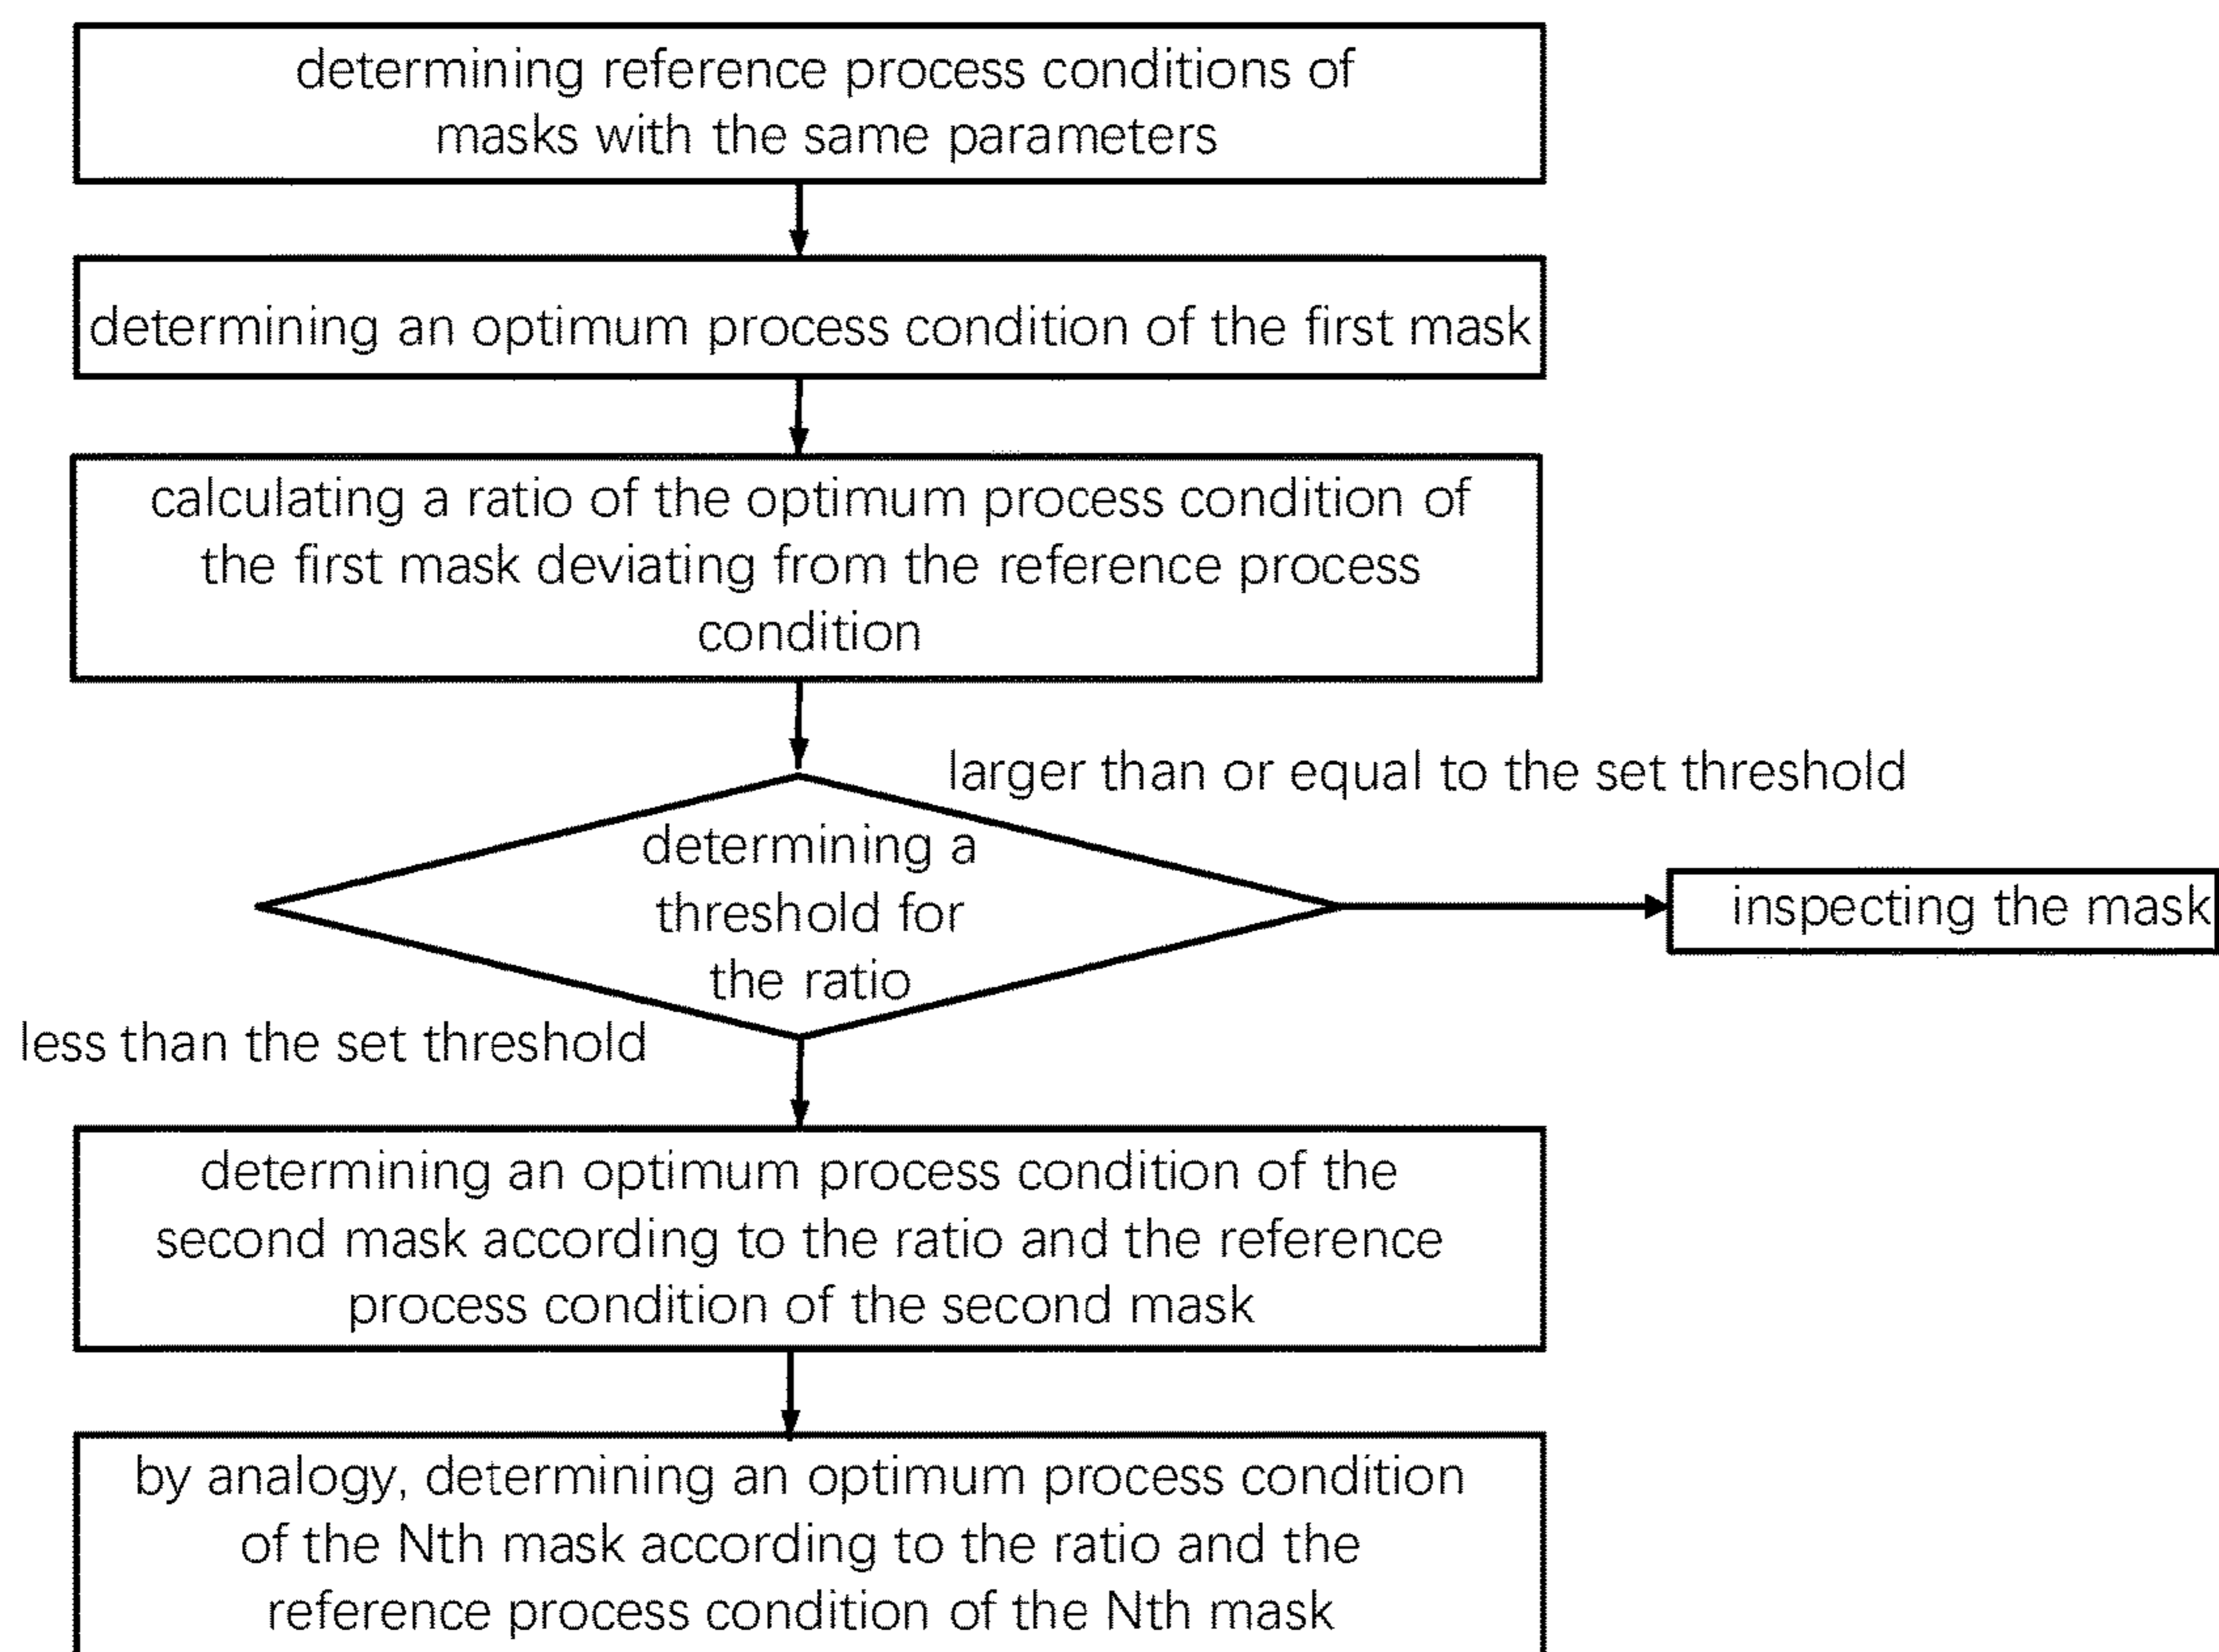 determining reference process conditions of
masks with the same parameters
determining an optimum process condition of the first mask
calculating a ratio of the optimum process condition of
the first mask deviating from the reference process
condition
larger than or equal to the set threshold
determining a
threshold for
the ratio
inspecting the mask
less than the set threshold
determining an optimum process condition of the
second mask according to the ratio and the reference
process condition of the second mask
by analogy, determining an optimum process condition
of the Nth mask according to the ratio and the
reference process condition of the Nth mask